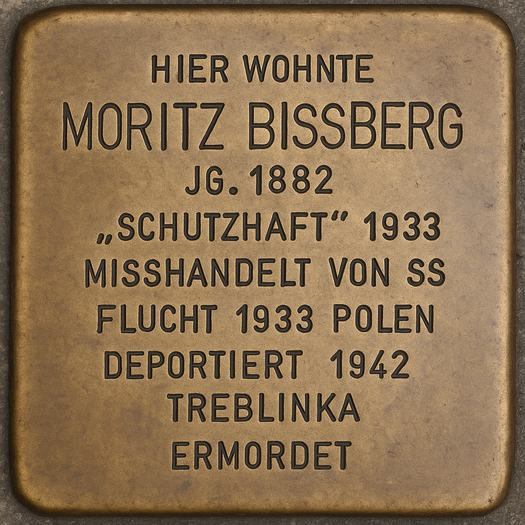 HIER WOHNTE
MORITZ BISSBERG
JG. 1882
„SCHUTZHAFT“ 1933
MISSHANDELT VON SS
FLUCHT 1933 POLEN
DEPORTIERT 1942
TREBLINKA
ERMORDET